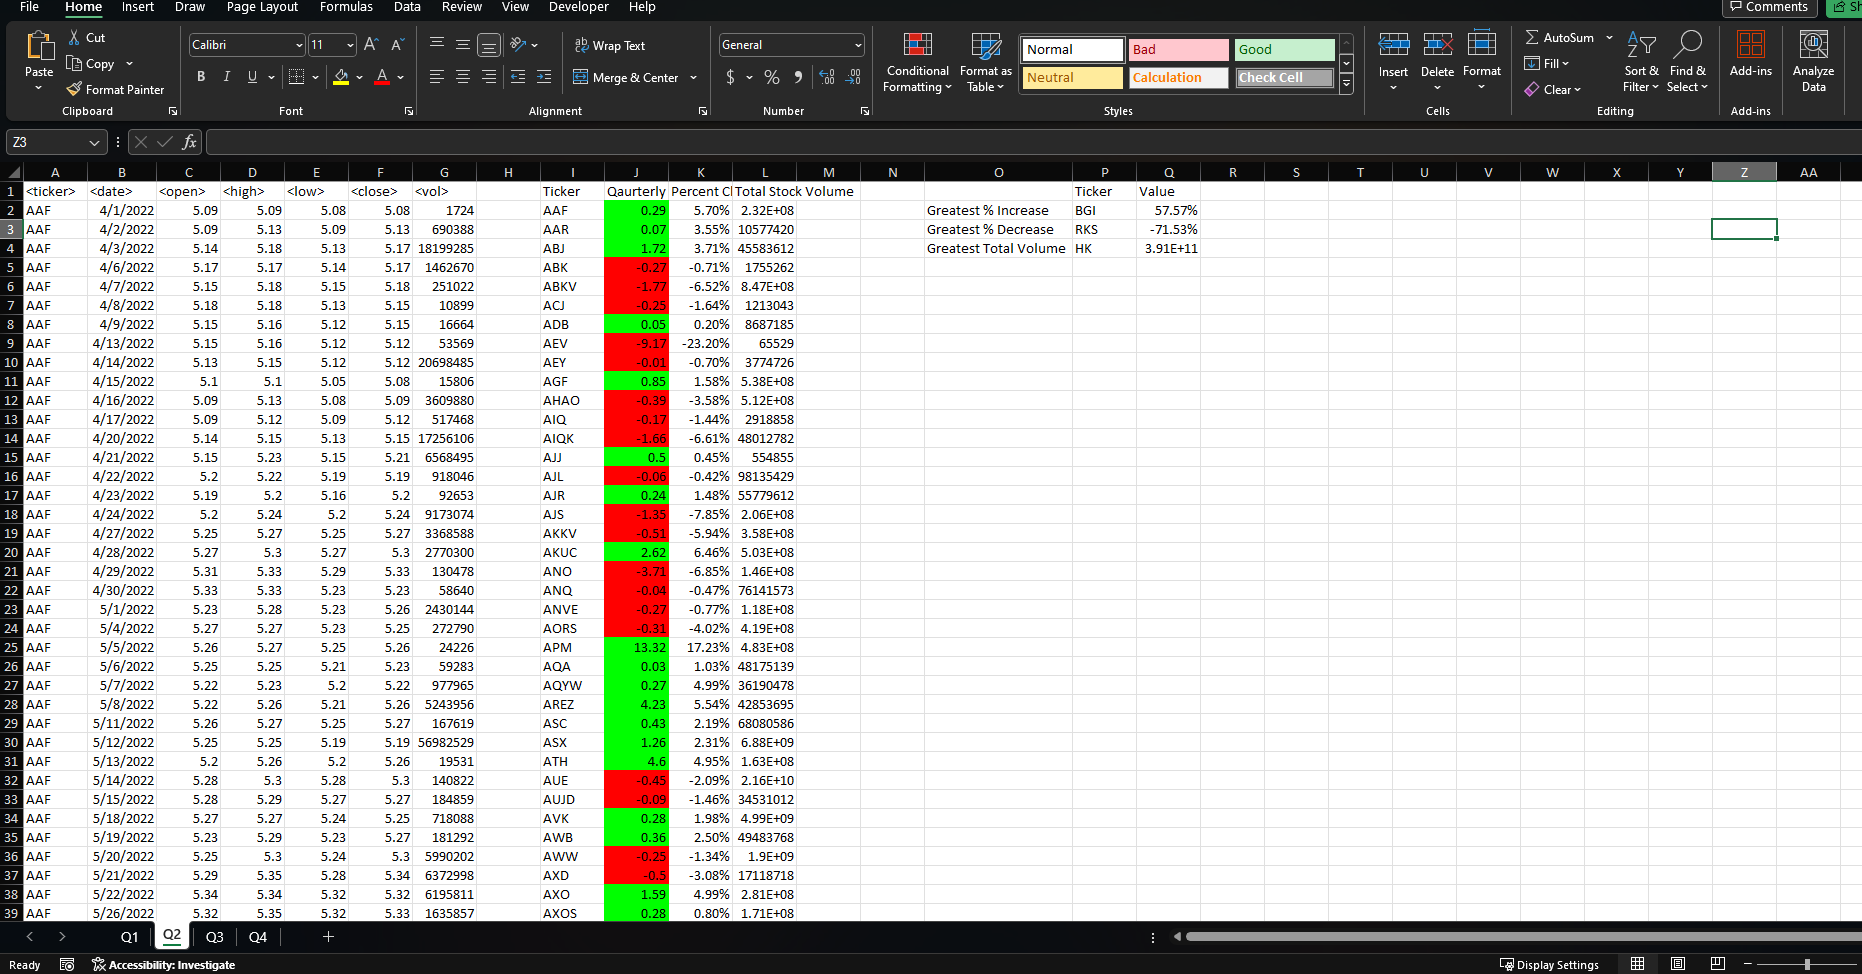 File Home Insert Draw Page Layout Formulas Data Review View Developer Help Comments Sh
Calibri 11 A A Wrap Text General Normal Bad Good AutoSum
Paste Cut Copy Format Painter B I U A Merge & Center $ % Conditional Formatting Format as Table Neutral Calculation Check Cell Insert Delete Format Fill Clear Sort & Filter Find & Select Add-ins Analyze Data
Clipboard Font Alignment Number Styles Cells Editing Add-ins
Z3 fx
A B C D E F G H I J K L M N O P Q R S T U V W X Y Z AA
1 <ticker> <date> <open> <high> <low> <close> <vol> Ticker Qaurterly Percent Cl Total Stock Volume Ticker Value
2 AAF 4/1/2022 5.09 5.09 5.08 5.08 1724 AAF 0.29 5.70% 2.32E+08 Greatest % Increase BGI 57.57%
3 AAF 4/2/2022 5.09 5.13 5.09 5.13 690388 AAR 0.07 3.55% 10577420 Greatest % Decrease RKS -71.53%
4 AAF 4/3/2022 5.14 5.18 5.13 5.17 18199285 ABJ 1.72 3.71% 45583612 Greatest Total Volume HK 3.91E+11
5 AAF 4/6/2022 5.17 5.17 5.14 5.17 1462670 ABK -0.27 -0.71% 1755262
6 AAF 4/7/2022 5.15 5.18 5.15 5.18 251022 ABKV -1.77 -6.52% 8.47E+08
7 AAF 4/8/2022 5.18 5.18 5.13 5.15 10899 ACJ -0.25 -1.64% 1213043
8 AAF 4/9/2022 5.15 5.16 5.12 5.15 16664 ADB 0.05 0.20% 8687185
9 AAF 4/13/2022 5.15 5.16 5.12 5.12 53569 AEV -9.17 -23.20% 65529
10 AAF 4/14/2022 5.13 5.15 5.12 5.12 20698485 AEY -0.01 -0.70% 3774726
11 AAF 4/15/2022 5.1 5.1 5.05 5.08 15806 AGF 0.85 1.58% 5.38E+08
12 AAF 4/16/2022 5.09 5.13 5.08 5.09 3609880 AHAO -0.39 -3.58% 5.12E+08
13 AAF 4/17/2022 5.09 5.12 5.09 5.12 517468 AIQ -0.17 -1.44% 2918858
14 AAF 4/20/2022 5.14 5.15 5.13 5.15 17256106 AIQK -1.66 -6.61% 48012782
15 AAF 4/21/2022 5.15 5.23 5.15 5.21 6568495 AJJ 0.5 0.45% 554855
16 AAF 4/22/2022 5.2 5.22 5.19 5.19 918046 AJL -0.06 -0.42% 98135429
17 AAF 4/23/2022 5.19 5.2 5.16 5.2 92653 AJR 0.24 1.48% 55779612
18 AAF 4/24/2022 5.2 5.24 5.2 5.24 9173074 AJS -1.35 -7.85% 2.06E+08
19 AAF 4/27/2022 5.25 5.27 5.25 5.27 3368588 AKKV -0.51 -5.94% 3.58E+08
20 AAF 4/28/2022 5.27 5.3 5.27 5.3 2770300 AKUC 2.62 6.46% 5.03E+08
21 AAF 4/29/2022 5.31 5.33 5.29 5.33 130478 ANO -3.71 -6.85% 1.46E+08
22 AAF 4/30/2022 5.33 5.33 5.23 5.23 58640 ANQ -0.04 -0.47% 76141573
23 AAF 5/1/2022 5.23 5.28 5.23 5.26 2430144 ANVE -0.27 -0.77% 1.18E+08
24 AAF 5/4/2022 5.27 5.27 5.23 5.25 272790 AORS -0.31 -4.02% 4.19E+08
25 AAF 5/5/2022 5.26 5.27 5.25 5.26 24226 APM 13.32 17.23% 4.83E+08
26 AAF 5/6/2022 5.25 5.25 5.21 5.23 59283 AQA 0.03 1.03% 48175139
27 AAF 5/7/2022 5.22 5.23 5.2 5.22 977965 AQYW 0.27 4.99% 36190478
28 AAF 5/8/2022 5.22 5.26 5.21 5.26 5243956 AREZ 4.23 5.54% 42853695
29 AAF 5/11/2022 5.26 5.27 5.25 5.27 167619 ASC 0.43 2.19% 68080586
30 AAF 5/12/2022 5.25 5.25 5.19 5.19 56982529 ASX 1.26 2.31% 6.88E+09
31 AAF 5/13/2022 5.2 5.26 5.2 5.26 19531 ATH 4.6 4.95% 1.63E+08
32 AAF 5/14/2022 5.28 5.3 5.28 5.3 140822 AUE -0.45 -2.09% 2.16E+10
33 AAF 5/15/2022 5.28 5.29 5.27 5.27 184859 AUJD -0.09 -1.46% 34531012
34 AAF 5/18/2022 5.27 5.27 5.24 5.25 718088 AVK 0.28 1.98% 4.99E+09
35 AAF 5/19/2022 5.23 5.29 5.23 5.27 181292 AWB 0.36 2.50% 49483768
36 AAF 5/20/2022 5.25 5.3 5.24 5.3 5990202 AWW -0.25 -1.34% 1.9E+09
37 AAF 5/21/2022 5.29 5.35 5.28 5.34 6372998 AXD -0.5 -3.08% 17118718
38 AAF 5/22/2022 5.34 5.34 5.32 5.32 6195811 AXO 1.59 4.99% 2.81E+08
39 AAF 5/26/2022 5.32 5.35 5.32 5.33 1635857 AXOS 0.28 0.80% 1.71E+08
Q1 Q2 Q3 Q4
Ready Accessibility: Investigate Display Settings